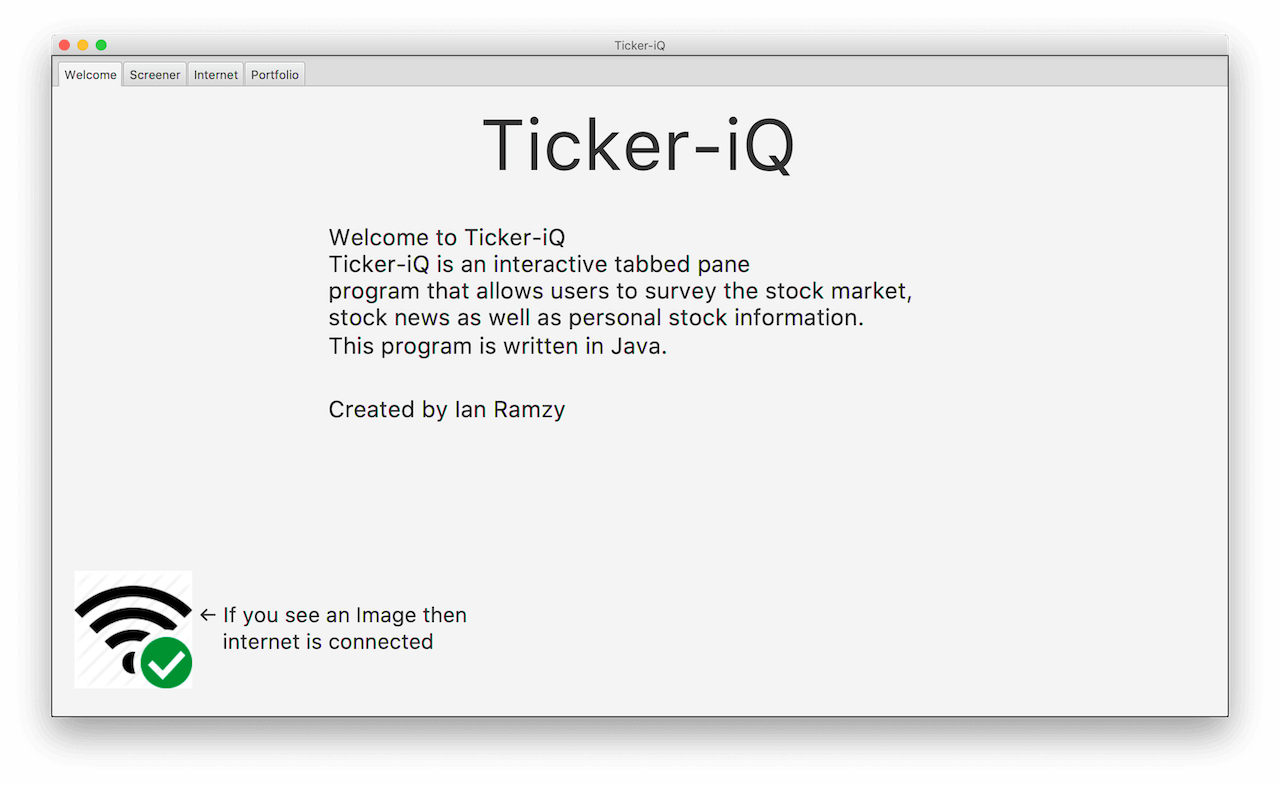 Ticker-iQ
Welcome Screener Internet Portfolio
Ticker-iQ
Welcome to Ticker-iQ
Ticker-iQ is an interactive tabbed pane
program that allows users to survey the stock market,
stock news as well as personal stock information.
This program is written in Java.
Created by Ian Ramzy
← If you see an Image then
internet is connected